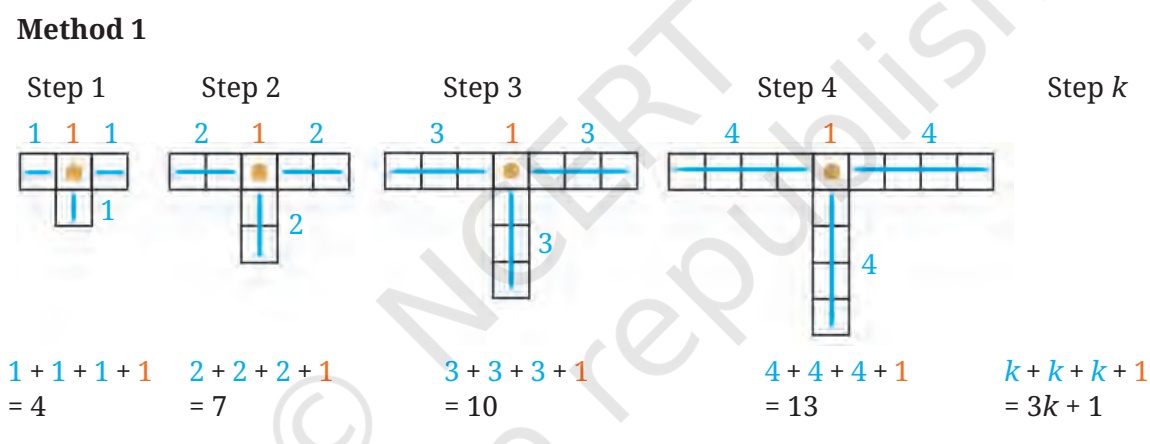 Method 1
Step 1 Step 2 Step 3 Step 4 Step k
1 1 1 2 1 2 3 1 3 4 1 4
1 2 3 4
1 + 1 + 1 + 1 2 + 2 + 2 + 1 3 + 3 + 3 + 1 4 + 4 + 4 + 1 k + k + k + 1
= 4 = 7 = 10 = 13 = 3k + 1
© NCERT
republis